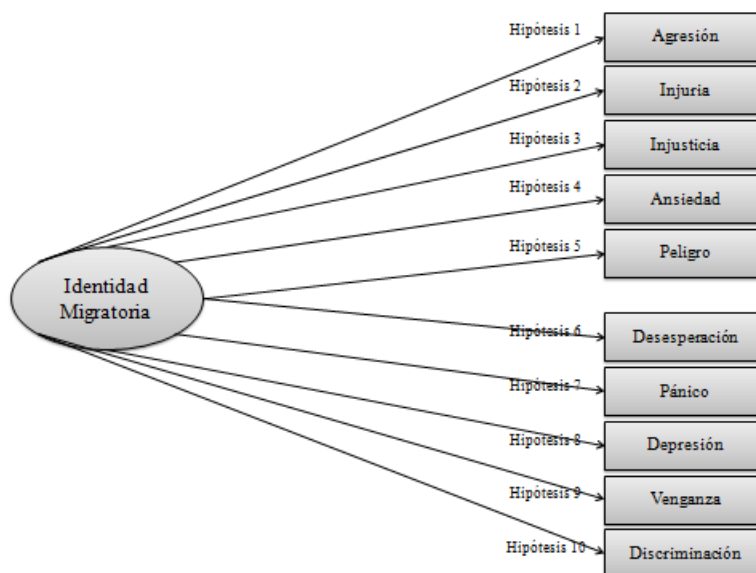 Hipótesis 1
Agresión
Hipótesis 2
Injuria
Hipótesis 3
Injusticia
Hipótesis 4
Ansiedad
Hipótesis 5
Peligro
Identidad
Migratoria
Hipótesis 6
Desesperación
Hipótesis 7
Pánico
Hipótesis 8
Depresión
Hipótesis 9
Venganza
Hipótesis 10
Discriminación